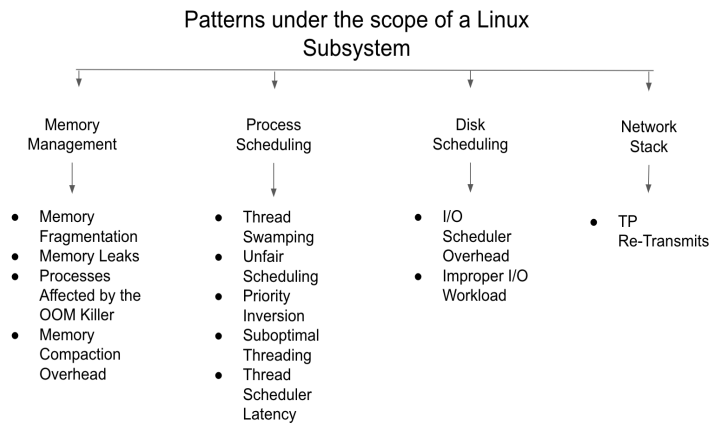 Patterns under the scope of a Linux
Subsystem
Memory
Management
Process
Scheduling
Disk
Scheduling
Network
Stack
● Memory
Fragmentation
● Memory Leaks
● Processes
Affected by the
OOM Killer
● Memory
Compaction
Overhead
● Thread
Swamping
● Unfair
Scheduling
● Priority
Inversion
● Suboptimal
Threading
● Thread
Scheduler
Latency
● I/O
Scheduler
Overhead
● Improper I/O
Workload
● TP
Re-Transmits